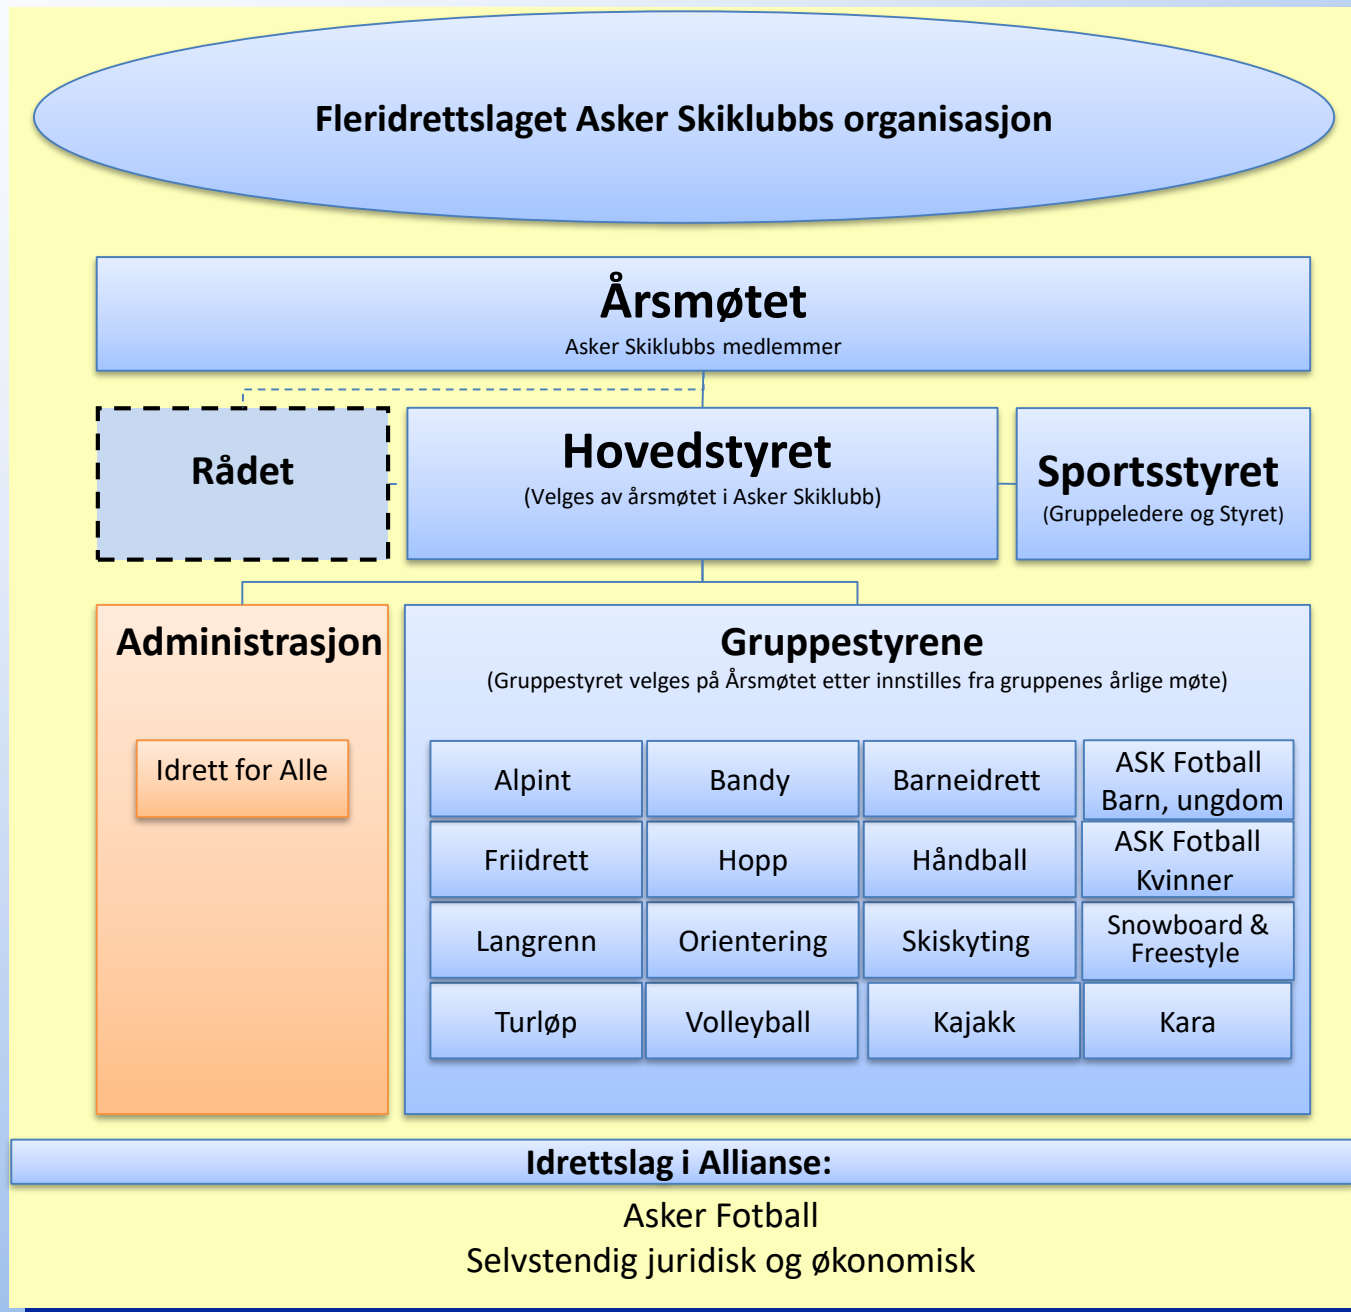 Fleridrettslaget Asker Skiklubbs organisasjon
Årsmøtet
Asker Skiklubbs medlemmer
Rådet
Hovedstyret
(Velges av årsmøtet i Asker Skiklubb)
Sportsstyret
(Gruppeledere og Styret)
Administrasjon
Idrett for Alle
Gruppestyrene
(Gruppestyret velges på Årsmøtet etter innstilles fra gruppenes årlige møte)
Alpint
Bandy
Barneidrett
ASK Fotball
Barn, ungdom
Friidrett
Hopp
Håndball
ASK Fotball
Kvinner
Langrenn
Orientering
Skiskyting
Snowboard &
Freestyle
Turløp
Volleyball
Kajakk
Kara
Idrettslag i Allianse:
Asker Fotball
Selvstendig juridisk og økonomisk